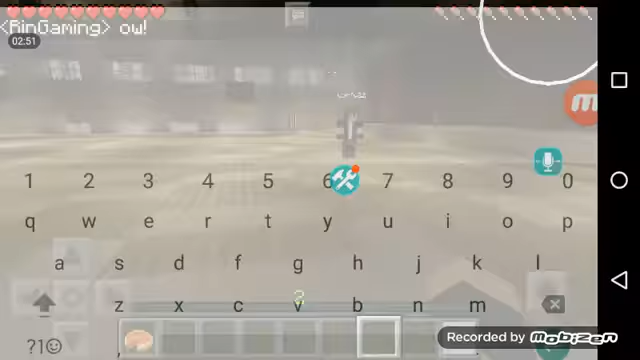 <RinGaming> ow!
02:51
1 2 3 4 5 6 7 8 9 0
q w e r t y u i o p
a s d f g h j k l
z x c v b n m
?1☺ ,
Recorded by mobizen